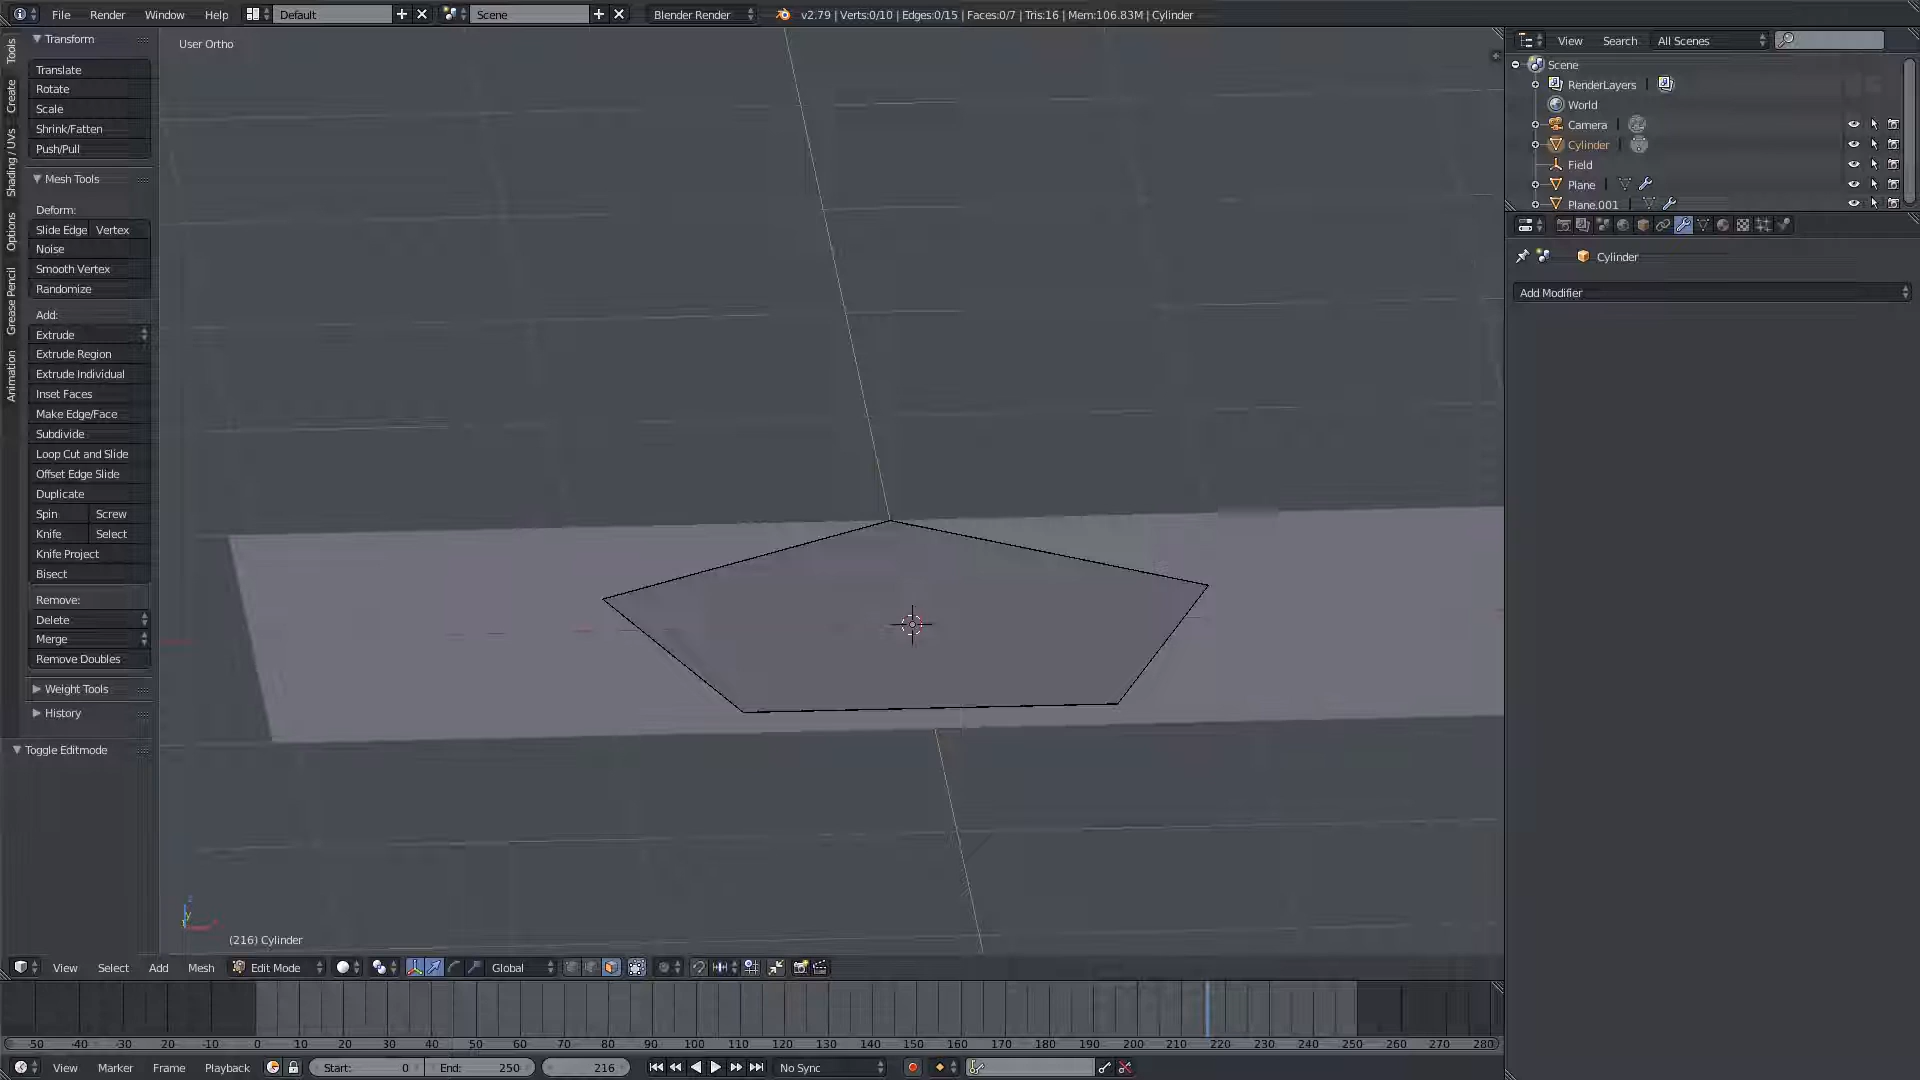 File Render Window Help Default Scene Blender Render v2.79 | Verts:0/10 | Edges:0/15 | Faces:0/7 | Tris:16 | Mem:106.83M | Cylinder
Tools
Create
Shading / UVs
Options
Grease Pencil
Animation
Transform
Translate
Rotate
Scale
Shrink/Fatten
Push/Pull
Mesh Tools
Deform:
Slide Edge Vertex
Noise
Smooth Vertex
Randomize
Add:
Extrude
Extrude Region
Extrude Individual
Inset Faces
Make Edge/Face
Subdivide
Loop Cut and Slide
Offset Edge Slide
Duplicate
Spin Screw
Knife Select
Knife Project
Bisect
Remove:
Delete
Merge
Remove Doubles
Weight Tools
History
Toggle Editmode
User Ortho
(216) Cylinder
View Search All Scenes
Scene
RenderLayers
World
Camera
Cylinder
Field
Plane
Plane.001
Cylinder
Add Modifier
View Select Add Mesh Edit Mode Global
-50 -40 -30 -20 -10 0 10 20 30 40 50 60 70 80 90 100 110 120 130 140 150 160 170 180 190 200 210 220 230 240 250 260 270 280
View Marker Frame Playback Start: 0 End: 250 216 No Sync